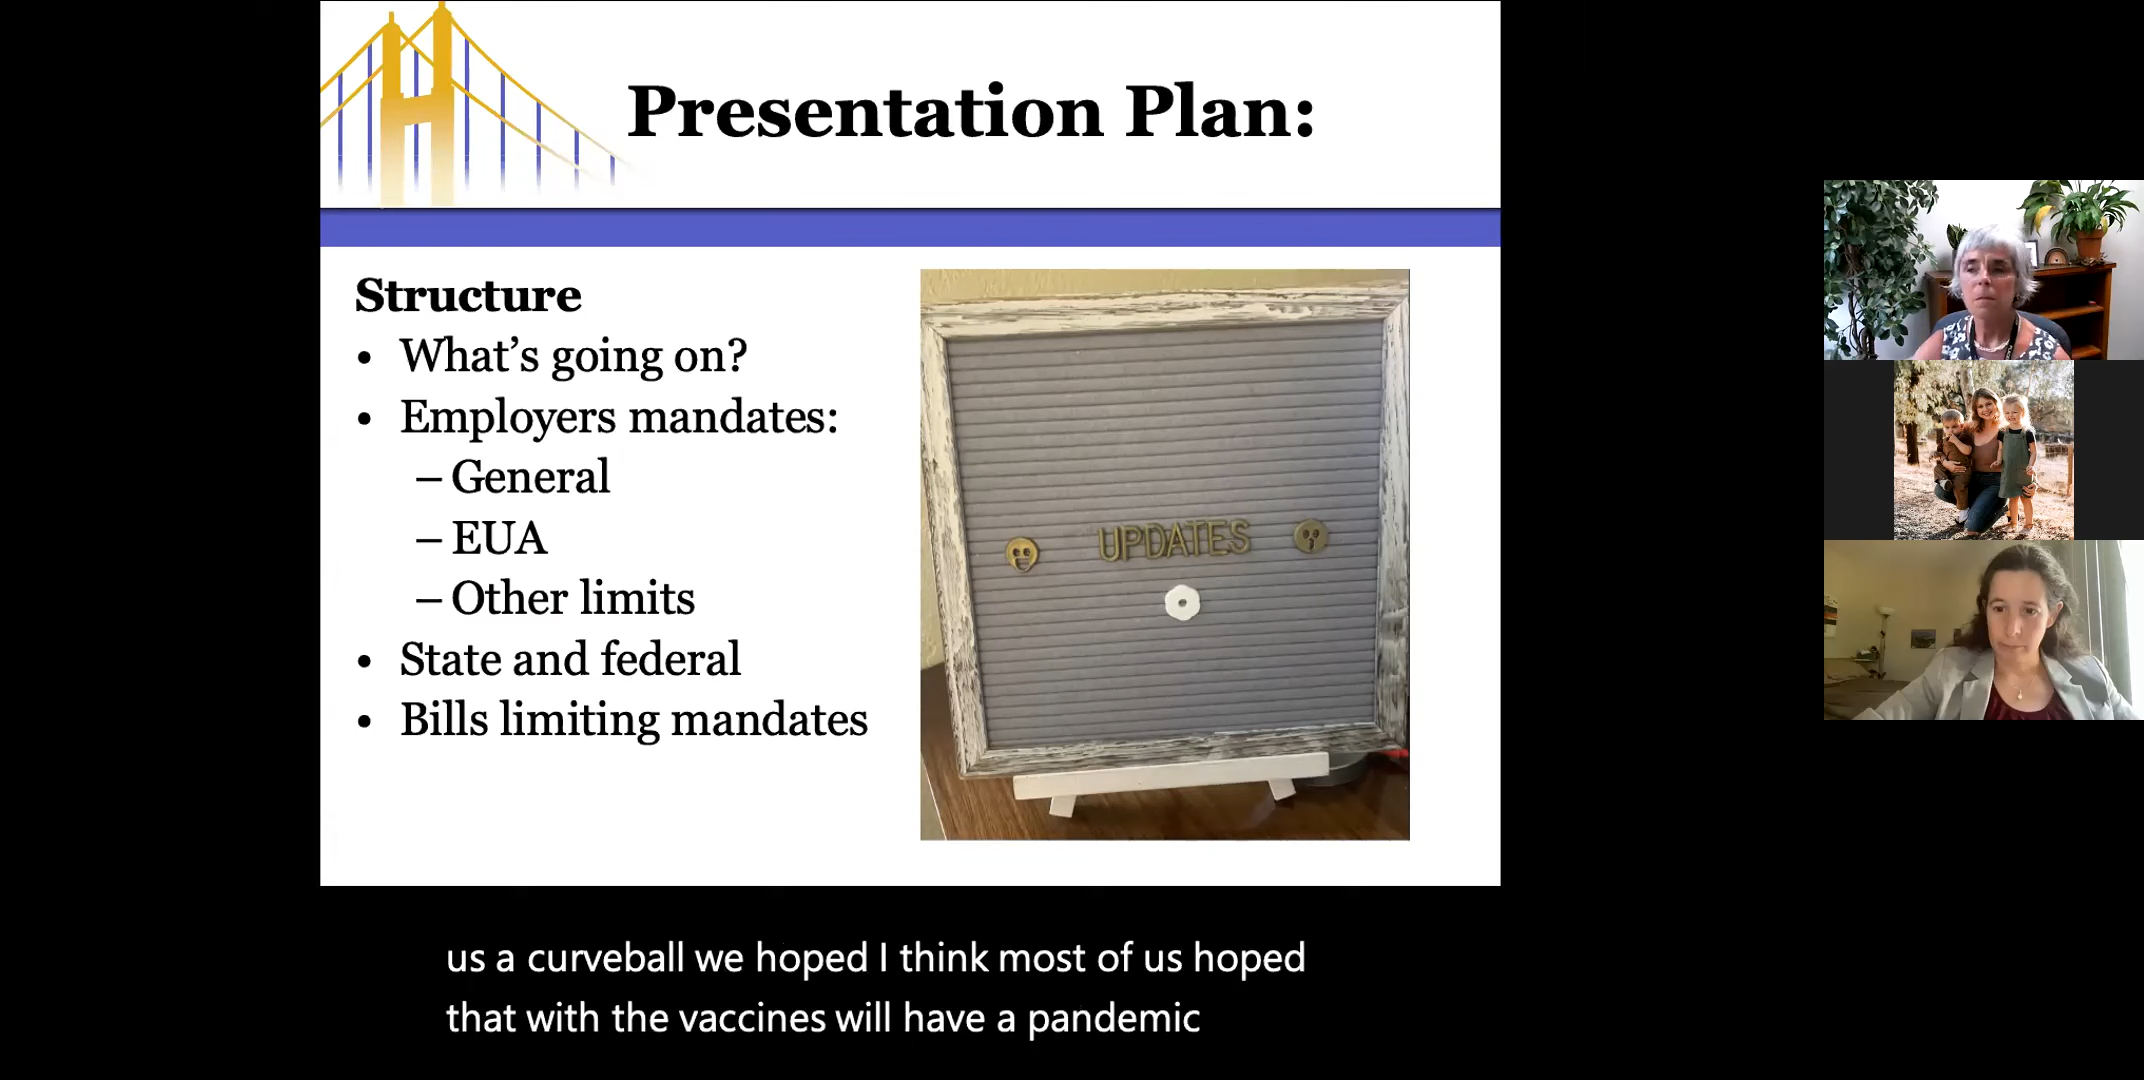 Presentation Plan:
Structure
• What's going on?
• Employers mandates:
– General
– EUA
– Other limits
• State and federal
• Bills limiting mandates
UPDATES
us a curveball we hoped I think most of us hoped
that with the vaccines will have a pandemic